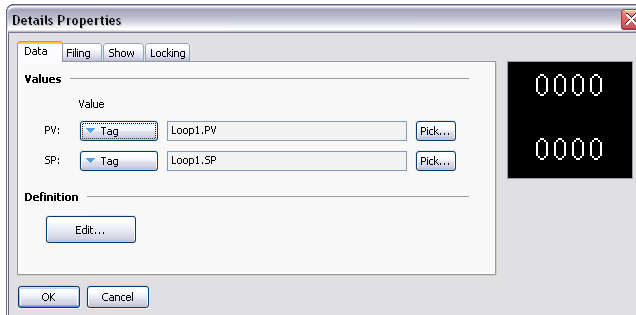 Details Properties
Data Filing Show Locking
Values
Value
PV: Tag Loop1.PV Pick...
SP: Tag Loop1.SP Pick...
Definition
Edit...
OK Cancel
0000
0000